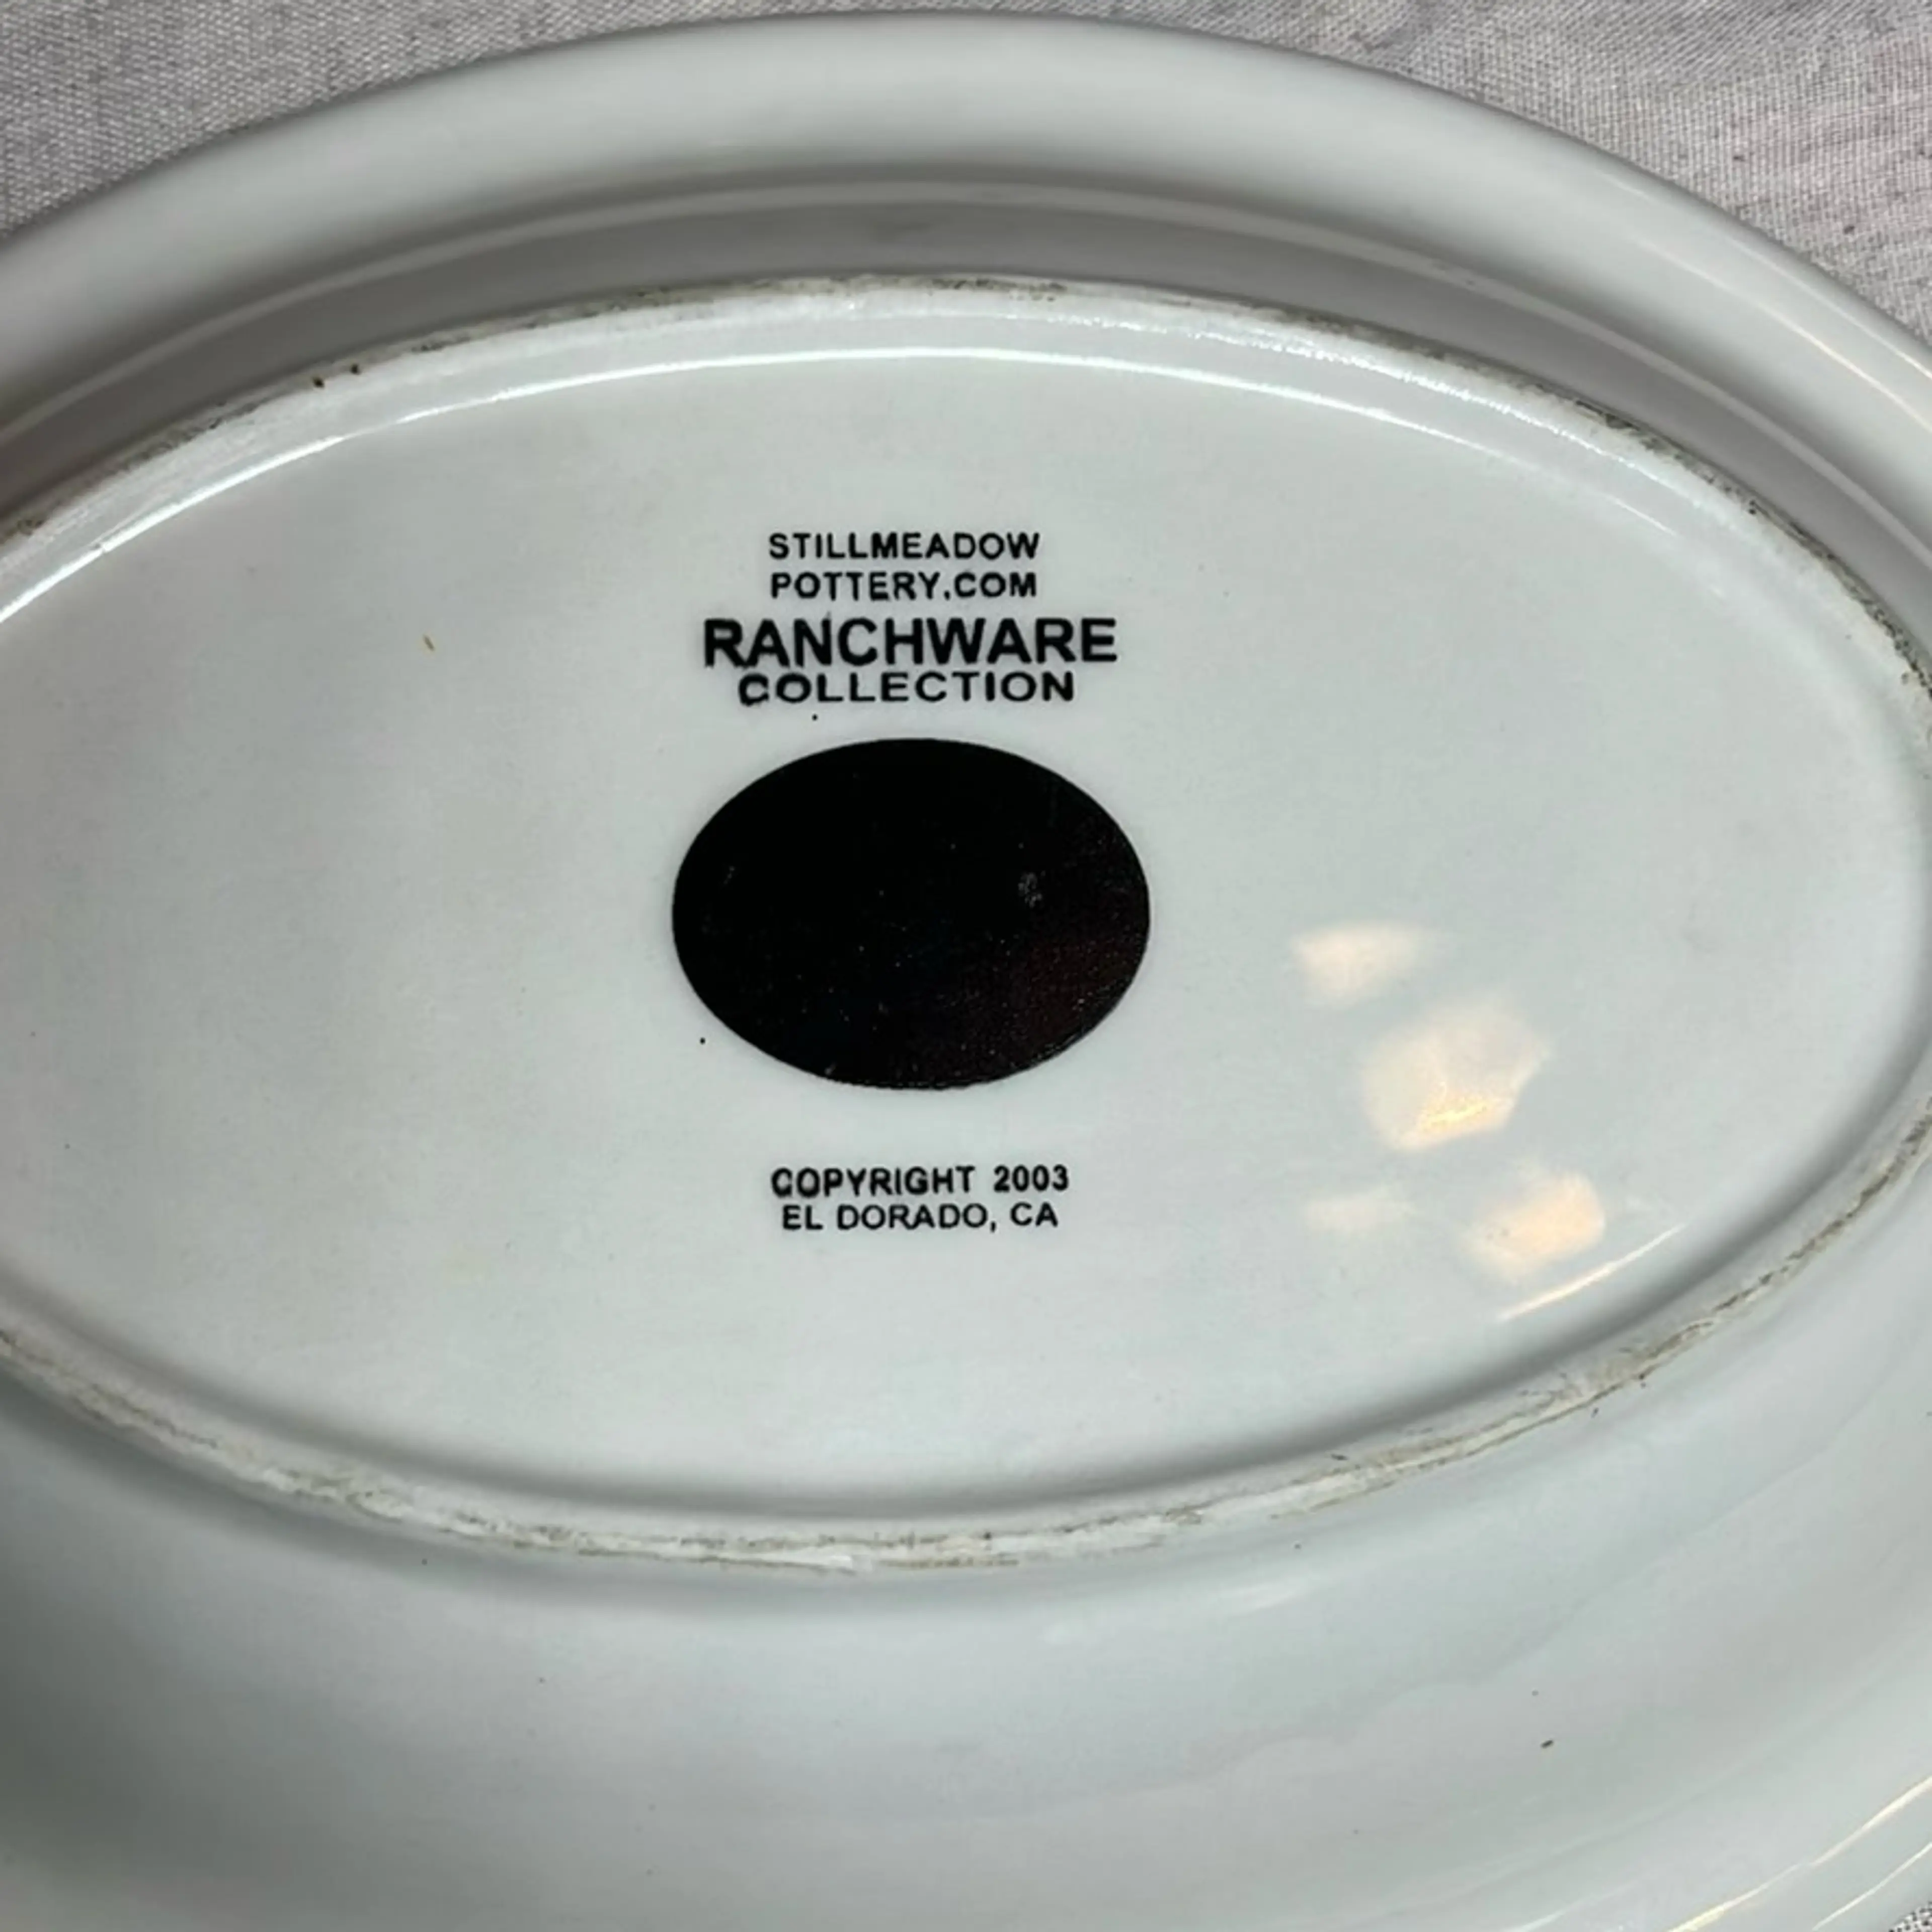 STILLMEADOW
POTTERY.COM
RANCHWARE
COLLECTION
COPYRIGHT 2003
EL DORADO, CA